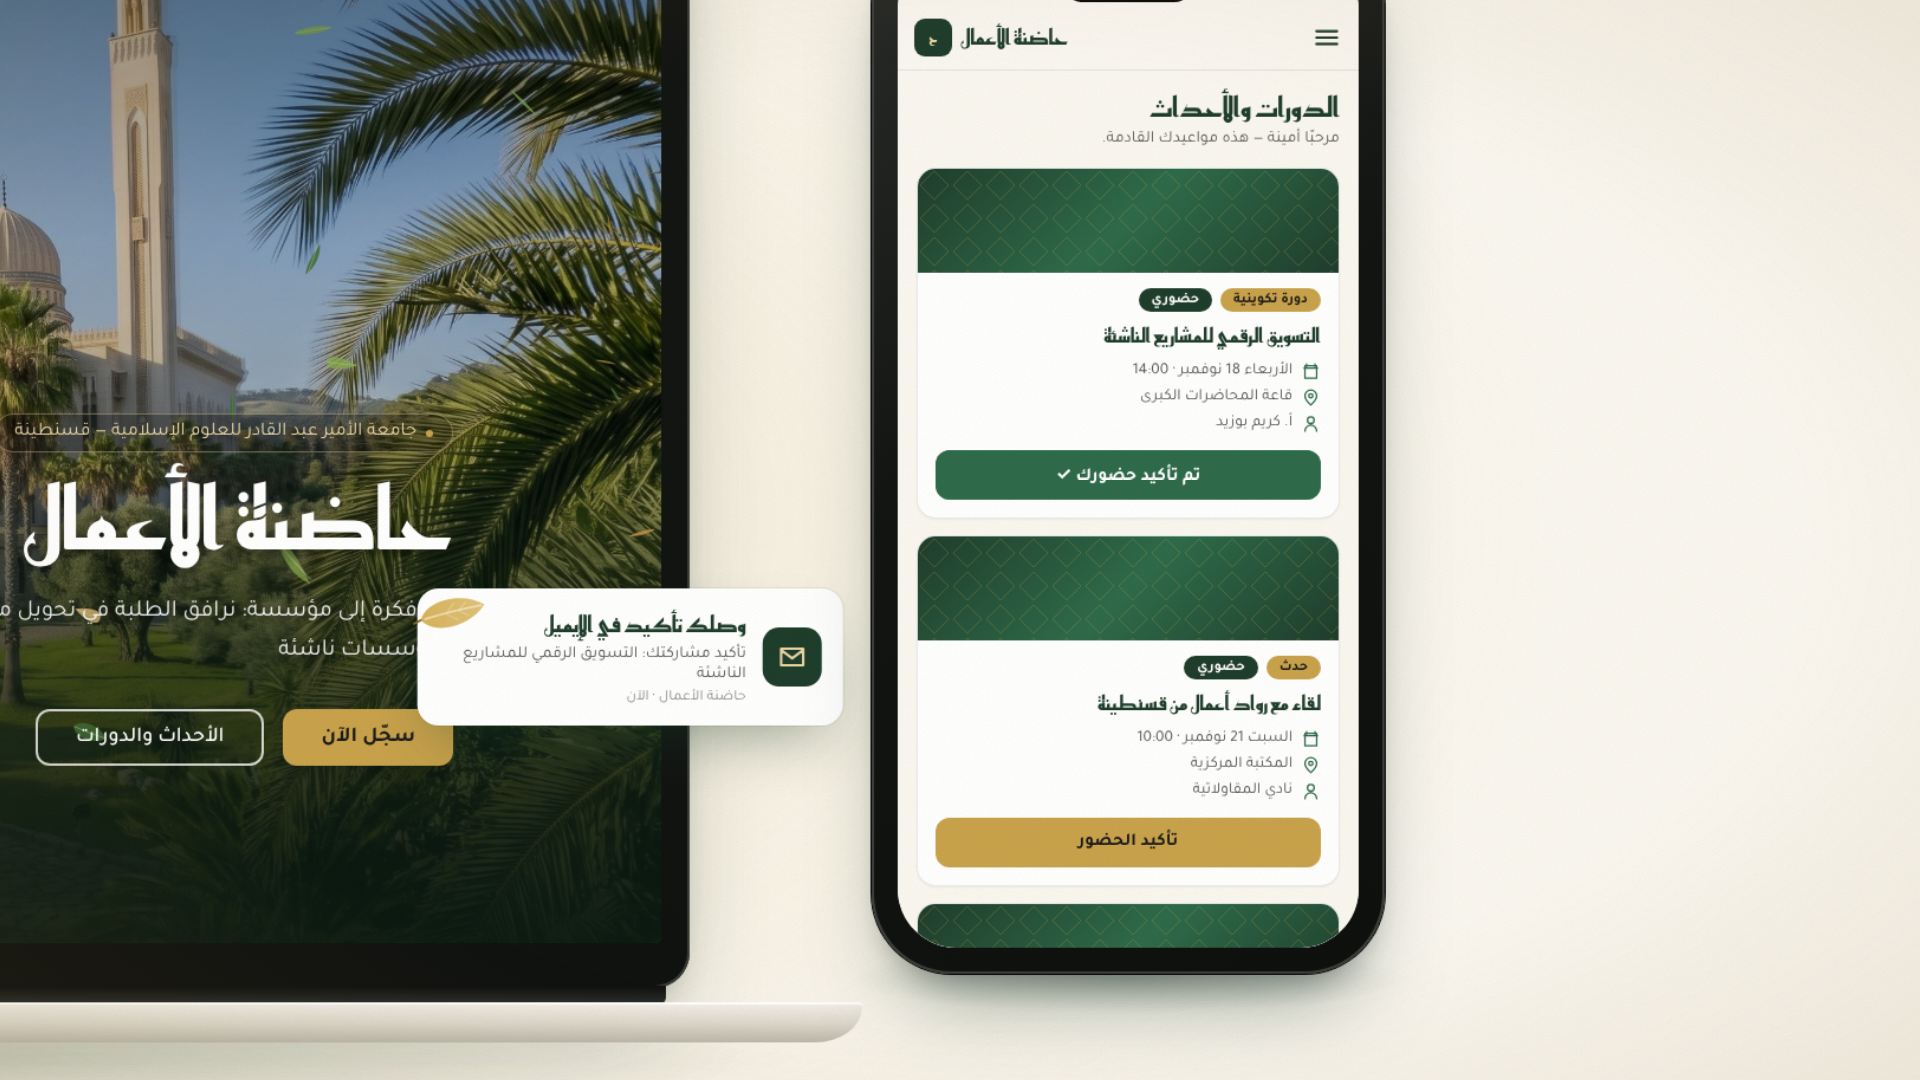 حاضنة الأعمال
ح
الدورات والأحداث
مرحبًا أمينة – هذه مواعيدك القادمة.
دورة تكوينية
حضوري
التسويق الرقمي للمشاريع الناشئة
الأربعاء 18 نوفمبر · 14:00
قاعة المحاضرات الكبرى
أ. كريم بوزيد
تم تأكيد حضورك ✓
حدث
حضوري
لقاء مع رواد أعمال من قسنطينة
السبت 21 نوفمبر · 10:00
المكتبة المركزية
نادي المقاولاتية
تأكيد الحضور
جامعة الأمير عبد القادر للعلوم الإسلامية – قسنطينة
حاضنة الأعمال
فكرة إلى مؤسسة: نرافق الطلبة في تحويل
ناشئة
سجّل الآن
الأحداث والدورات
وصلك تأكيد في الإيميل
تأكيد مشاركتك: التسويق الرقمي للمشاريع
الناشئة
حاضنة الأعمال · الآن